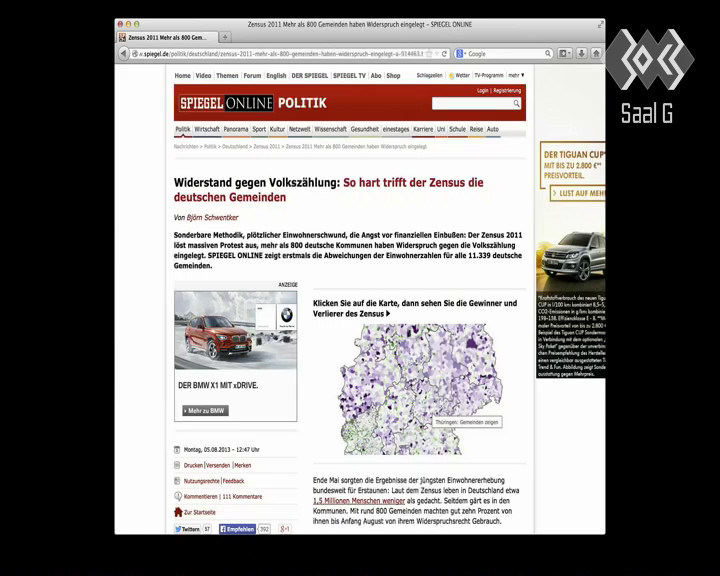 Zensus 2011 Mehr als 800 Gemeinden haben Widerspruch eingelegt – SPIEGEL ONLINE
Zensus 2011 Mehr als 800 Gem...
w.spiegel.de/politik/deutschland/zensus-2011-mehr-als-800-gemeinden-haben-widerspruch-eingelegt-a-914463.h
Google
Saal G
Home Video Themen Forum English DER SPIEGEL SPIEGEL TV Abo Shop Schlagzeilen Wetter TV-Programm mehr
Login | Registrierung
SPIEGEL ONLINE POLITIK
Politik Wirtschaft Panorama Sport Kultur Netzwelt Wissenschaft Gesundheit einestages Karriere Uni Schule Reise Auto
Nachrichten > Politik > Deutschland > Zensus 2011 > Zensus 2011 Mehr als 800 Gemeinden haben Widerspruch eingelegt
DER TIGUAN CUP
MIT BIS ZU 2.800 €**
PREISVORTEIL.
> LUST AUF MEH
Widerstand gegen Volkszählung: So hart trifft der Zensus die
deutschen Gemeinden
Von Björn Schwentker
Sonderbare Methodik, plötzlicher Einwohnerschwund, die Angst vor finanziellen Einbußen: Der Zensus 2011
löst massiven Protest aus, mehr als 800 deutsche Kommunen haben Widerspruch gegen die Volkszählung
eingelegt. SPIEGEL ONLINE zeigt erstmals die Abweichungen der Einwohnerzahlen für alle 11.339 deutsche
Gemeinden.
ANZEIGE
DER BMW X1 MIT xDRIVE.
» Mehr zu BMW
Klicken Sie auf die Karte, dann sehen Sie die Gewinner und
Verlierer des Zensus
Thüringen: Gemeinden zeigen
Montag, 05.08.2013 – 12:47 Uhr
Drucken | Versenden | Merken
Nutzungsrechte | Feedback
Kommentieren | 111 Kommentare
Zur Startseite
Twittern 57 Empfehlen 392 +1
Ende Mai sorgten die Ergebnisse der jüngsten Einwohnererhebung
bundesweit für Erstaunen: Laut dem Zensus leben in Deutschland etwa
1,5 Millionen Menschen weniger als gedacht. Seitdem gärt es in den
Kommunen. Mit rund 800 Gemeinden machten gut zehn Prozent von
ihnen bis Anfang August von ihrem Widerspruchsrecht Gebrauch.